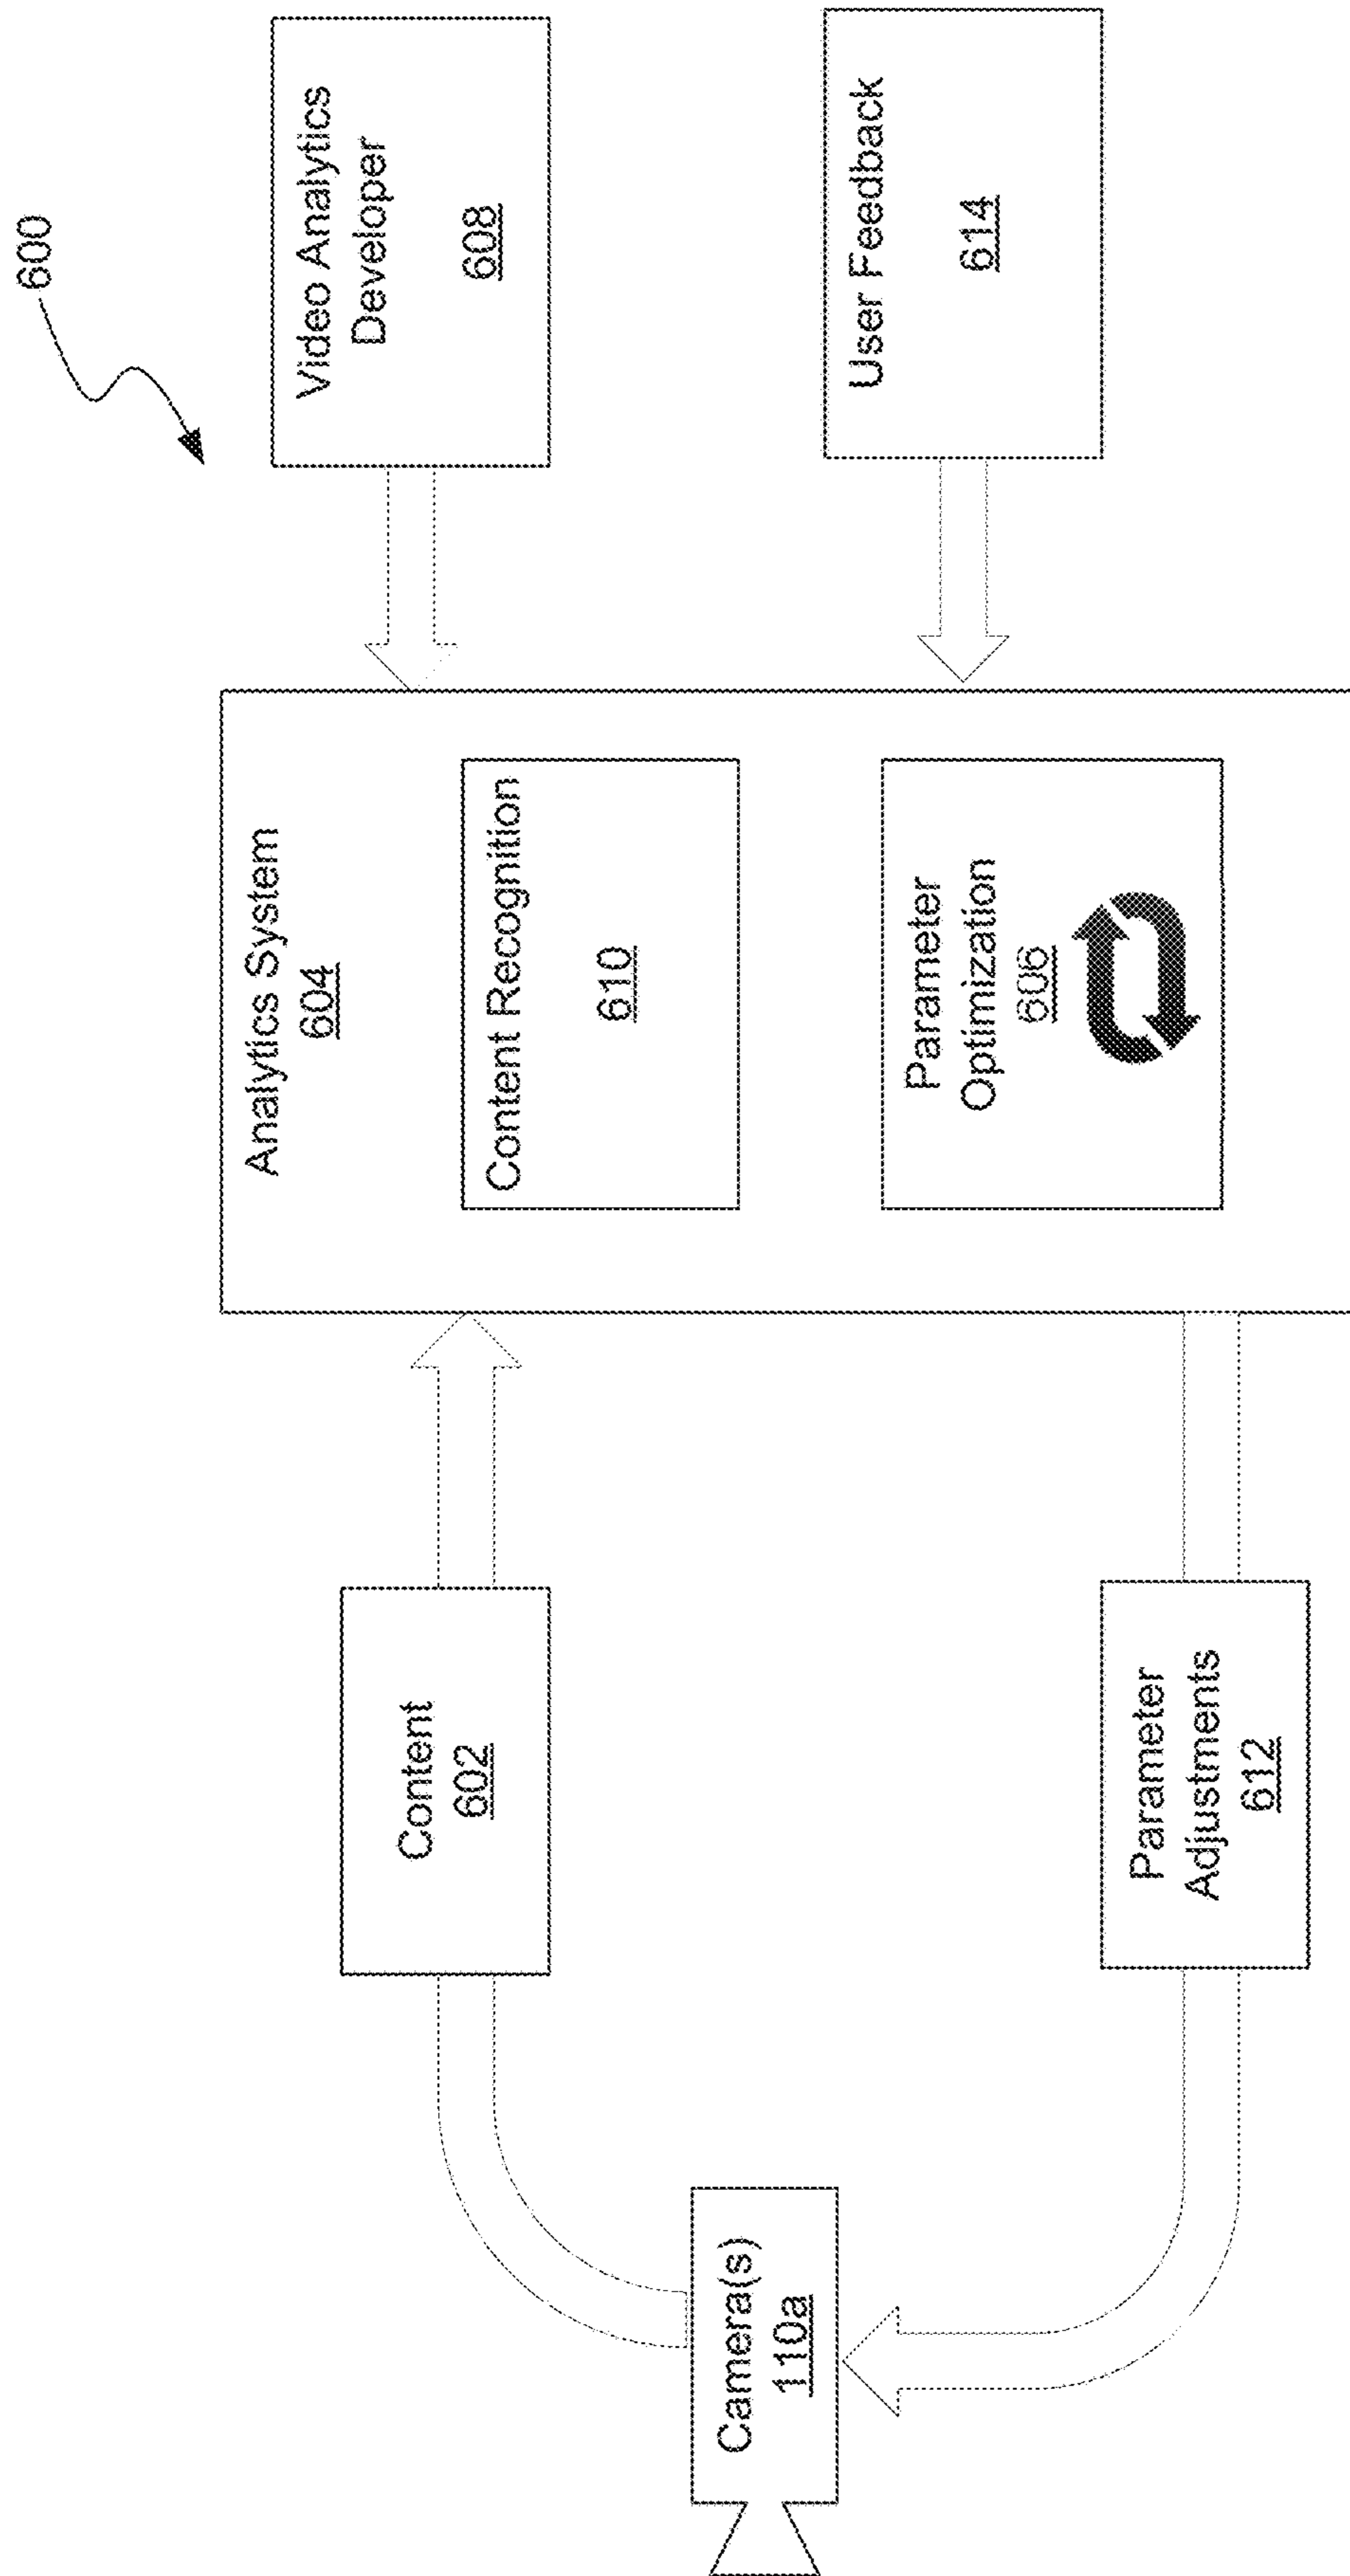 600
Video Analytics
Developer
608
User Feedback
614
Analytics System
604
Content Recognition
610
Parameter
Optimization
606
Content
602
Parameter
Adjustments
612
Camera(s)
110a